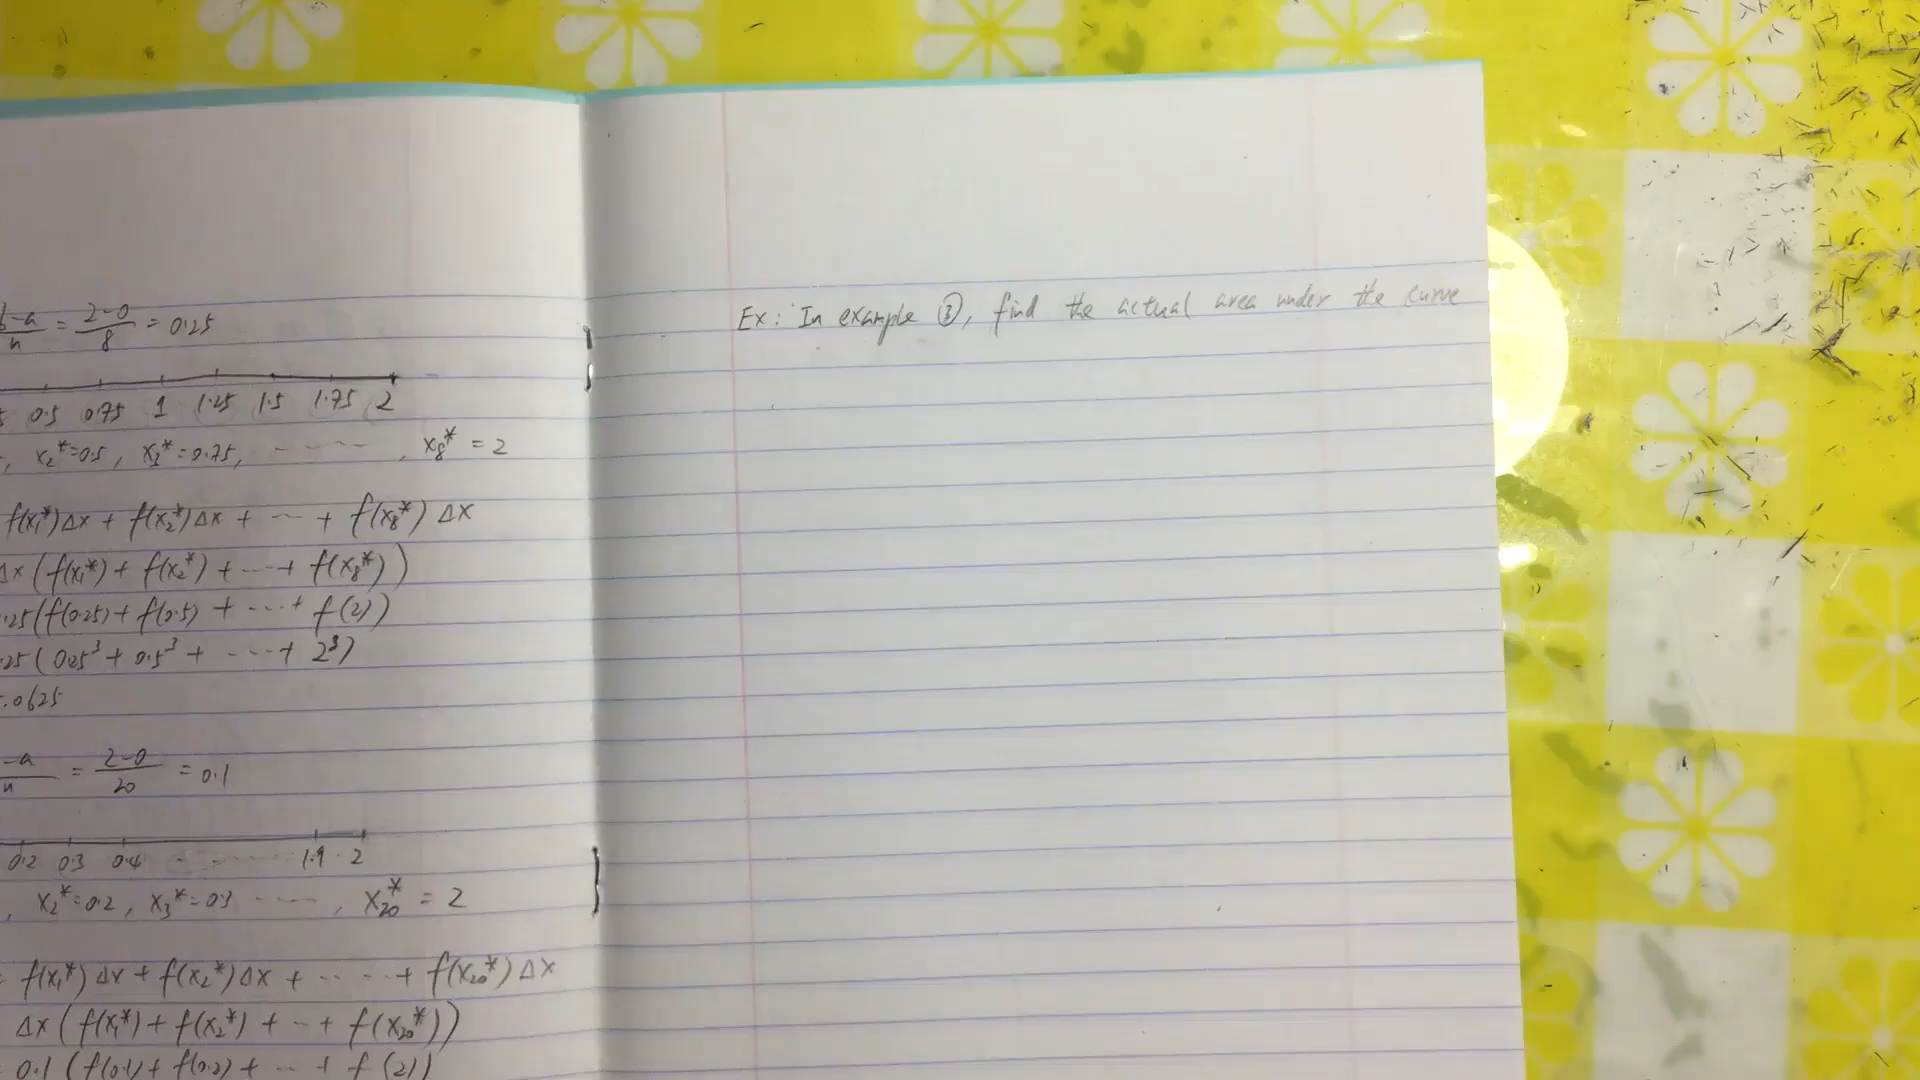 b-a/n = 2-0/8 = 0.25
0.5 0.75 1 1.25 1.5 1.75 2
, x₂*=0.5, x₃*=0.75, ------, x₈* = 2
f(x₁*)Δx + f(x₂*)Δx + --- + f(x₈*) Δx
Δx (f(x₁*) + f(x₂*) + ---+ f(x₈*))
.25(f(0.25) + f(0.5) + ---+ f(2))
.25 (0.25³ + 0.5³ + ---+ 2³)
.0625
-a/n = 2-0/20 = 0.1
0.2 0.3 0.4 ------ 1.9 2
, x₂*=0.2, x₃*=0.3 -----, x₂₀* = 2
= f(x₁*) Δx + f(x₂*) Δx + -----+ f(x₂₀*) Δx
Δx (f(x₁*) + f(x₂*) + --+ f(x₂₀*))
0.1 (f(0.1) + f(0.2) + --- + f(2))
Ex: In example ③, find the actual area under the curve